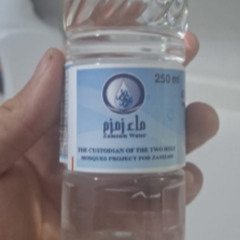 250 ml
ماء زمزم
Zamzam Water
THE CUSTODIAN OF THE TWO HOLY
MOSQUES PROJECT FOR ZAMZAM